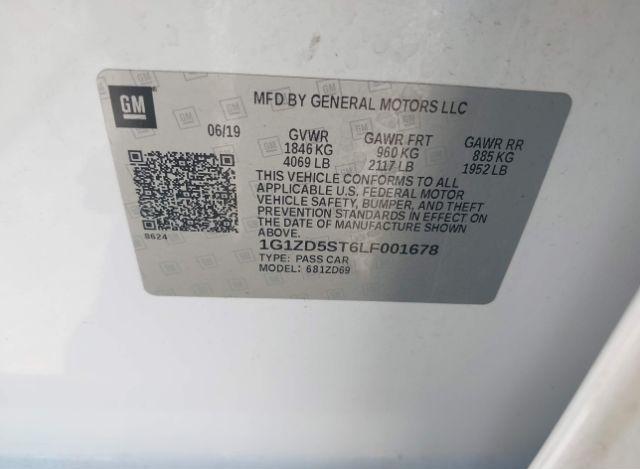 GM
MFD BY GENERAL MOTORS LLC
06/19 GVWR GAWR FRT GAWR RR
1846 KG 960 KG 885 KG
4069 LB 2117 LB 1952 LB
THIS VEHICLE CONFORMS TO ALL
APPLICABLE U.S. FEDERAL MOTOR
VEHICLE SAFETY, BUMPER, AND THEFT
PREVENTION STANDARDS IN EFFECT ON
THE DATE OF MANUFACTURE SHOWN
ABOVE.
8624
1G1ZD5ST6LF001678
TYPE: PASS CAR
MODEL: 681ZD69